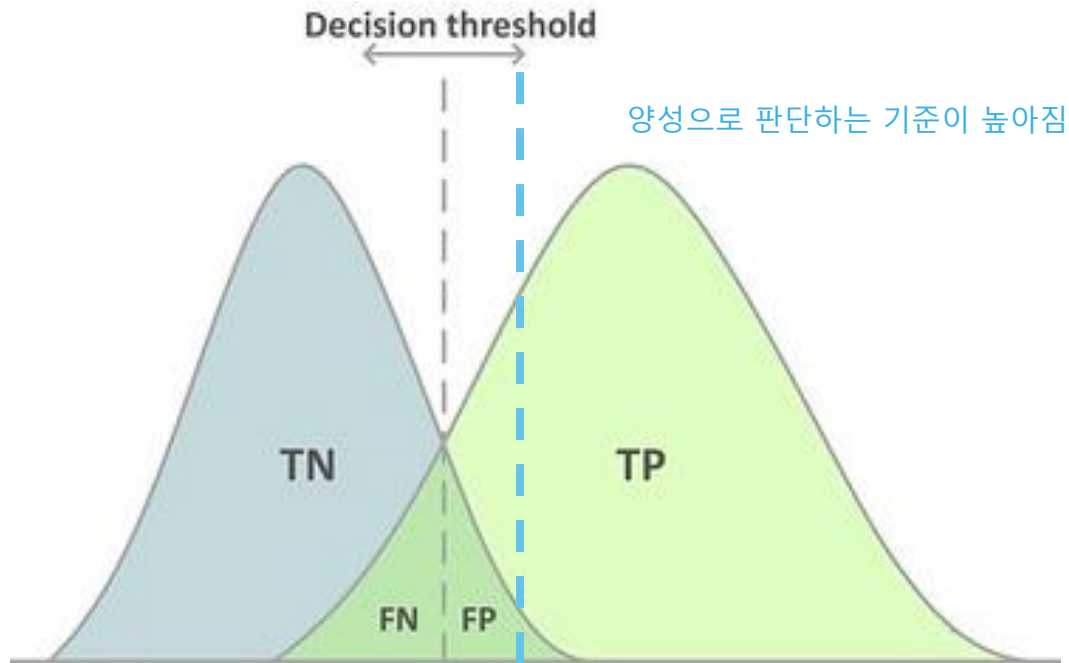 Decision threshold
양성으로 판단하는 기준이 높아짐
TN
TP
FN
FP